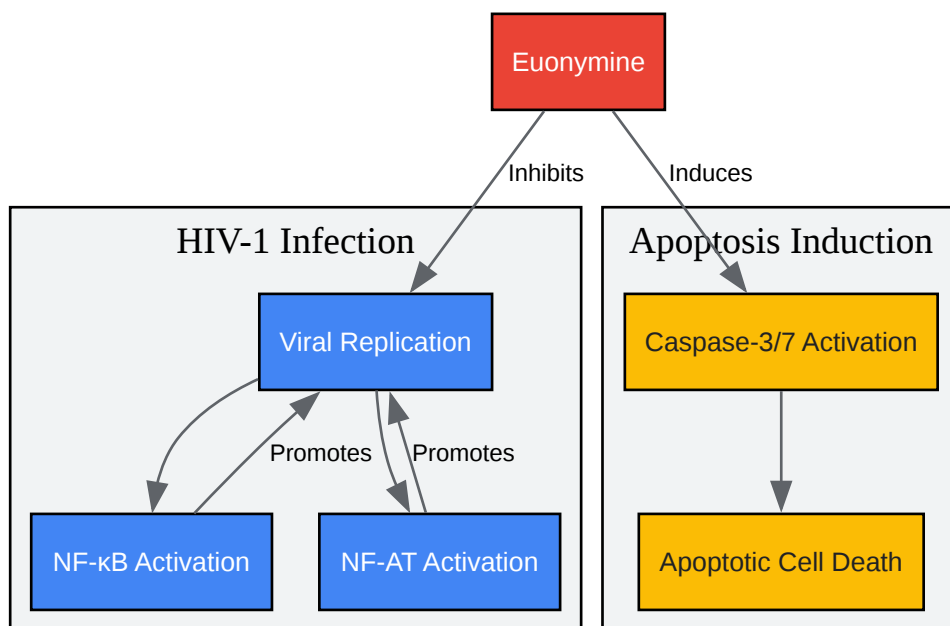 Euonymine
Inhibits
Induces
HIV-1 Infection
Apoptosis Induction
Viral Replication
Caspase-3/7 Activation
Promotes
Promotes
NF-κB Activation
NF-AT Activation
Apoptotic Cell Death